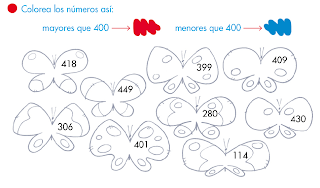 Colorea los números así:
mayores que 400 menores que 400
418 399 409
449
306 280 430
401 114